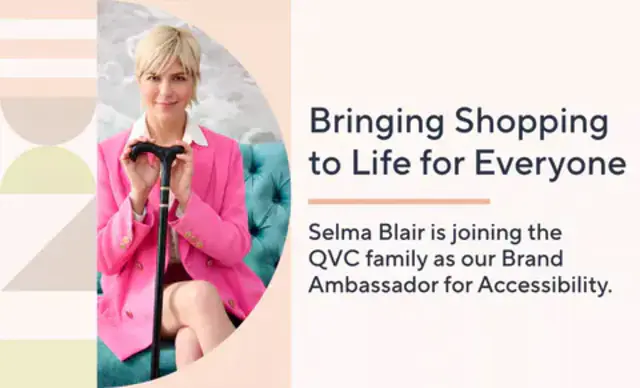 Bringing Shopping
to Life for Everyone
Selma Blair is joining the
QVC family as our Brand
Ambassador for Accessibility.